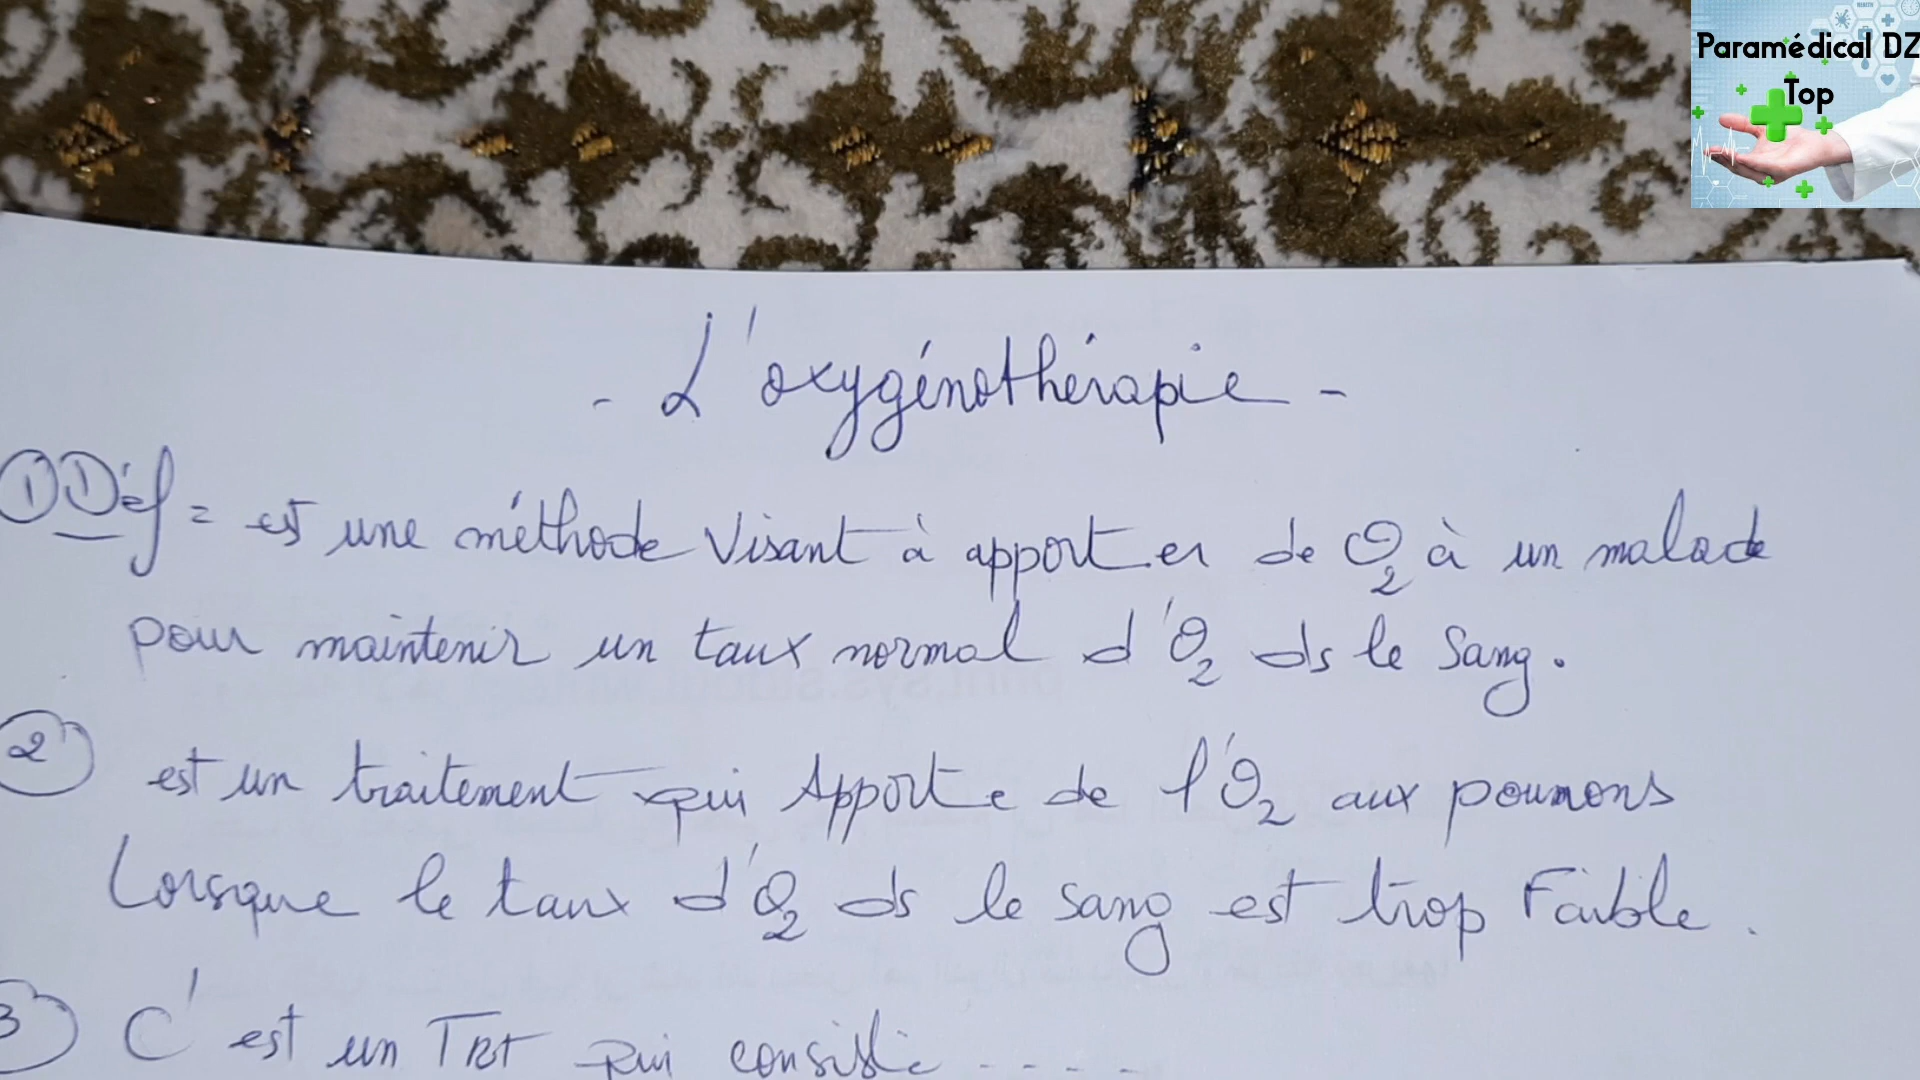 Paramédical DZ
Top
- L'oxygénothérapie -
① Déf = est une méthode Visant à apporter de O₂ à un malade
pour maintenir un taux normal d'O₂ ds le Sang.
② est un traitement qui Apporte de l'O₂ aux poumons
Lorsque le taux d'O₂ ds le sang est trop Faible.
③ C'est un TRT qui consiste ....